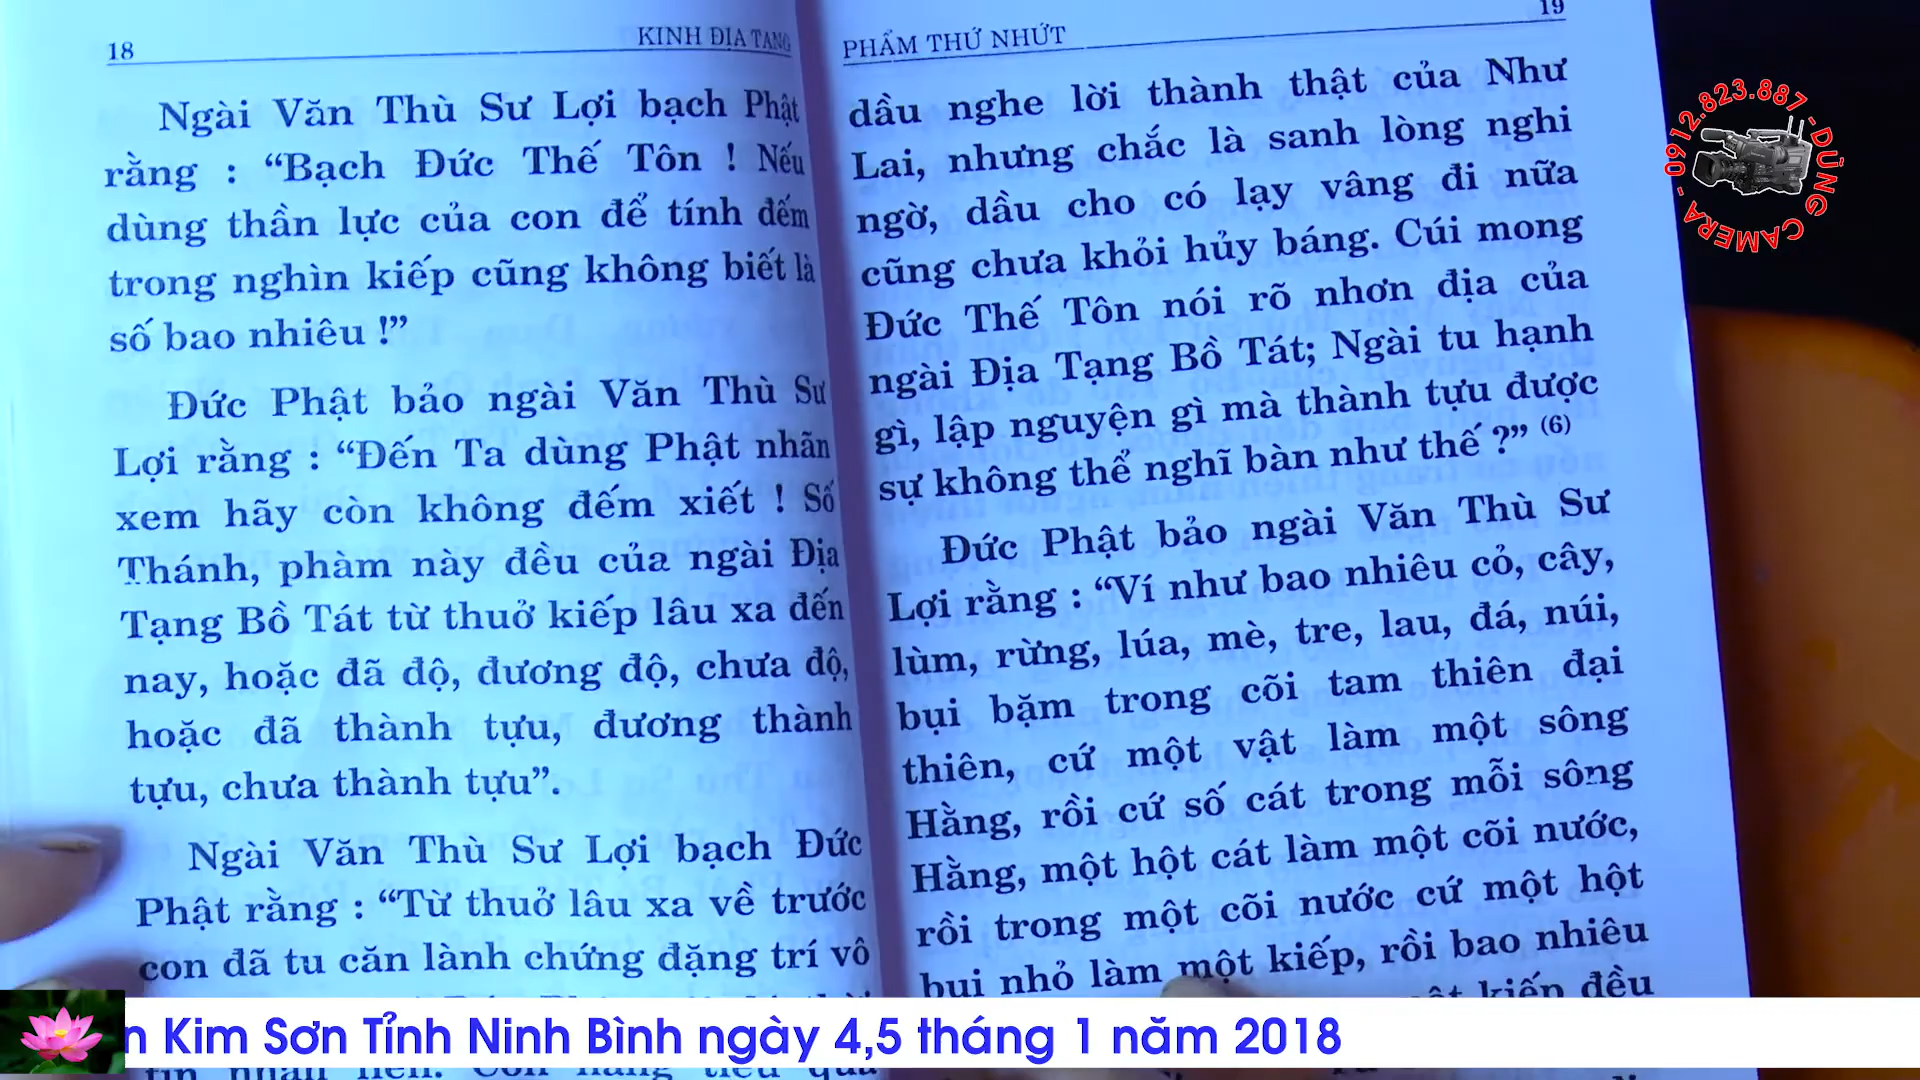 18
KINH ĐỊA TẠNG
Ngài Văn Thù Sư Lợi bạch Phật
rằng : “Bạch Đức Thế Tôn ! Nếu
dùng thần lực của con để tính đếm
trong nghìn kiếp cũng không biết là
số bao nhiêu !”
Đức Phật bảo ngài Văn Thù Sư
Lợi rằng : “Đến Ta dùng Phật nhãn
xem hãy còn không đếm xiết ! Số
Thánh, phàm này đều của ngài Địa
Tạng Bồ Tát từ thuở kiếp lâu xa đến
nay, hoặc đã độ, đương độ, chưa độ,
hoặc đã thành tựu, đương thành
tựu, chưa thành tựu”.
Ngài Văn Thù Sư Lợi bạch Đức
Phật rằng : “Từ thuở lâu xa về trước
con đã tu căn lành chứng đặng trí vô
PHẨM THỨ NHỨT
19
dầu nghe lời thành thật của Như
Lai, nhưng chắc là sanh lòng nghi
ngờ, dầu cho có lạy vâng đi nữa
cũng chưa khỏi hủy báng. Cúi mong
Đức Thế Tôn nói rõ nhơn địa của
ngài Địa Tạng Bồ Tát; Ngài tu hạnh
gì, lập nguyện gì mà thành tựu được
sự không thể nghĩ bàn như thế ?” (6)
Đức Phật bảo ngài Văn Thù Sư
Lợi rằng : “Ví như bao nhiêu cỏ, cây,
lùm, rừng, lúa, mè, tre, lau, đá, núi,
bụi bặm trong cõi tam thiên đại
thiên, cứ một vật làm một sông
Hằng, rồi cứ số cát trong mỗi sông
Hằng, một hột cát làm một cõi nước,
rồi trong một cõi nước cứ một hột
bụi nhỏ làm một kiếp, rồi bao nhiêu
kiếp đều
0912.823.887 - DŨNG CAMERA -
n Kim Sơn Tỉnh Ninh Bình ngày 4,5 tháng 1 năm 2018